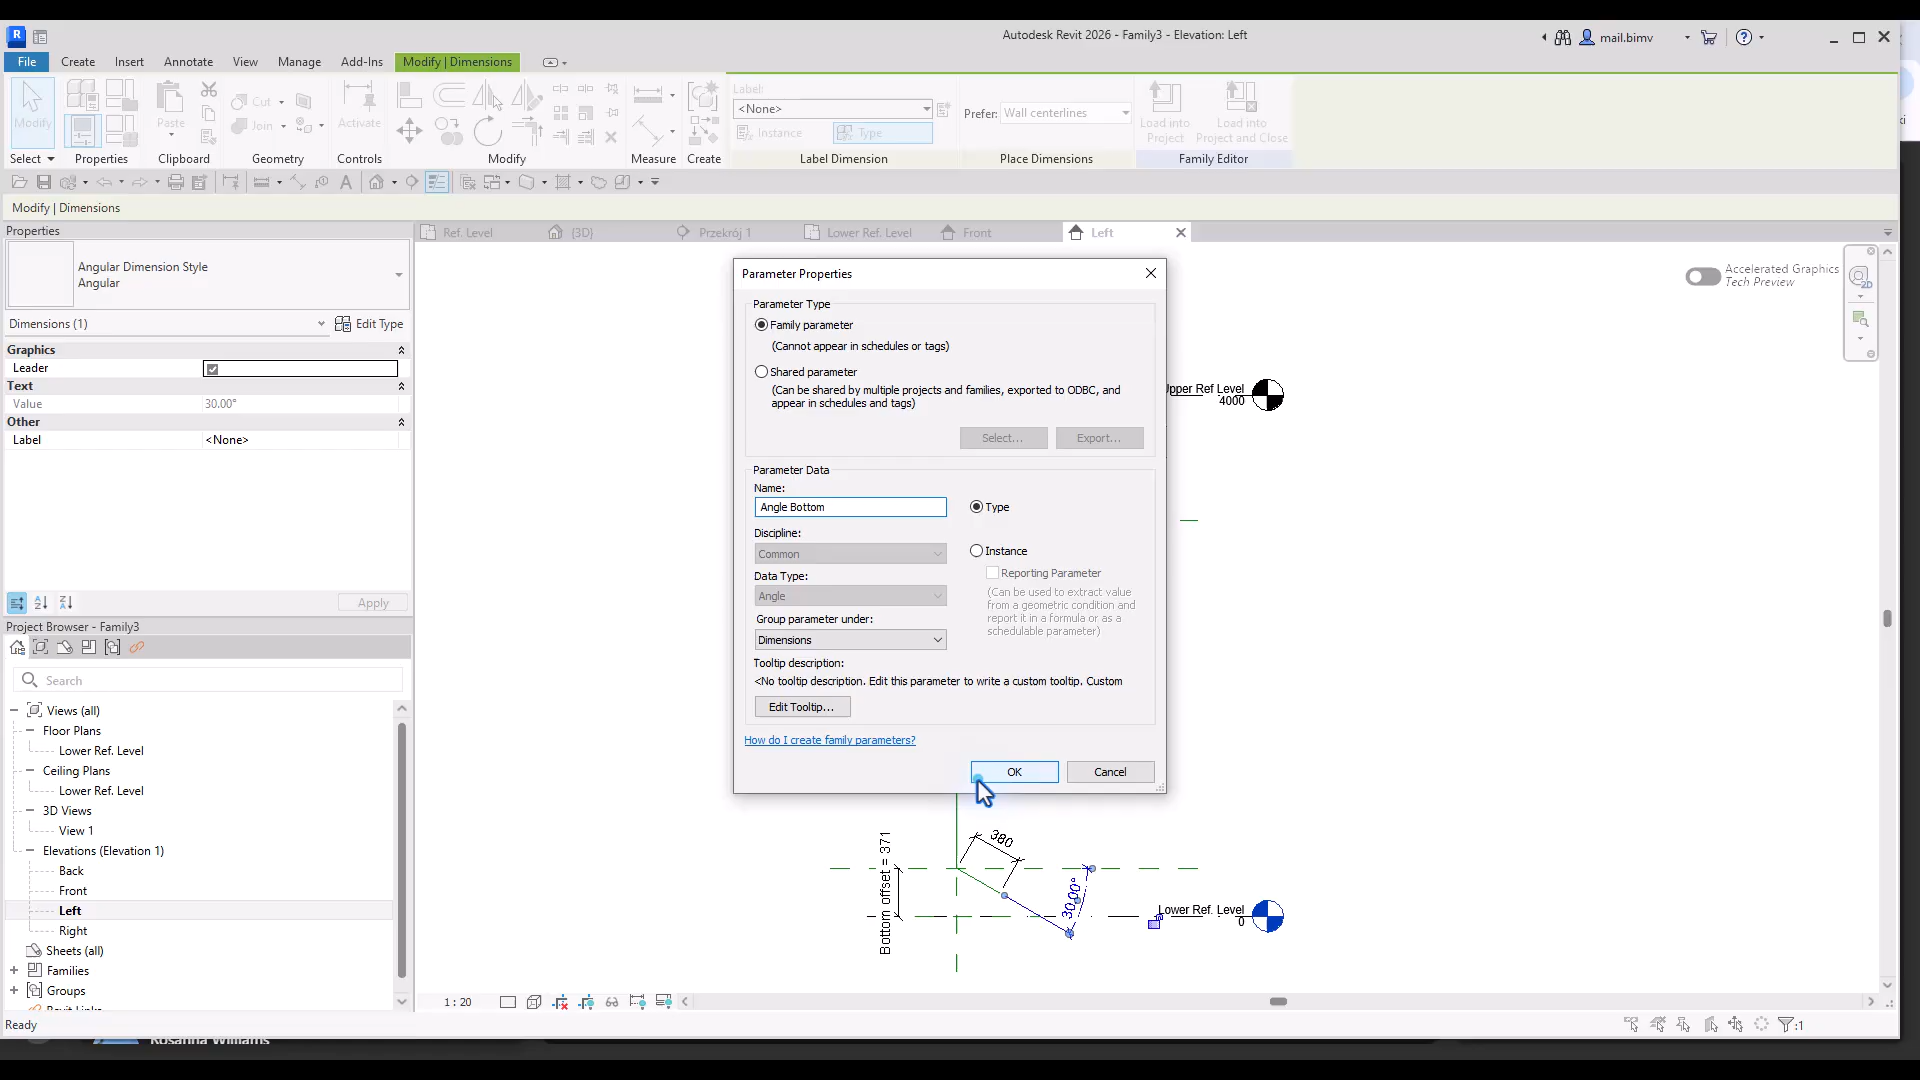 R
Autodesk Revit 2026 - Family3 - Elevation: Left
mail.bimv
File
Create
Insert
Annotate
View
Manage
Add-Ins
Modify | Dimensions
Modify
Paste
Cut
Join
Activate
Label:
<None>
Instance
Type
Prefer:
Wall centerlines
Load into
Project
Load into
Project and Close
Select
Properties
Clipboard
Geometry
Controls
Modify
Measure
Create
Label Dimension
Place Dimensions
Family Editor
Modify | Dimensions
Properties
Angular Dimension Style
Angular
Dimensions (1)
Edit Type
Graphics
Leader
Text
Value
30.00°
Other
Label
<None>
Apply
Project Browser - Family3
Search
Views (all)
Floor Plans
Lower Ref. Level
Ceiling Plans
Lower Ref. Level
3D Views
View 1
Elevations (Elevation 1)
Back
Front
Left
Right
Sheets (all)
Families
Groups
Revit Links
Ready
Ref. Level
{3D}
Przekrój 1
Lower Ref. Level
Front
Left
Accelerated Graphics
Tech Preview
2D
Parameter Properties
Parameter Type
Family parameter
(Cannot appear in schedules or tags)
Shared parameter
(Can be shared by multiple projects and families, exported to ODBC, and
appear in schedules and tags)
Select...
Export...
Parameter Data
Name:
Angle Bottom
Type
Discipline:
Common
Instance
Data Type:
Reporting Parameter
Angle
(Can be used to extract value
from a geometric condition and
report it in a formula or as a
schedulable parameter)
Group parameter under:
Dimensions
Tooltip description:
<No tooltip description. Edit this parameter to write a custom tooltip. Custom
Edit Tooltip...
How do I create family parameters?
OK
Cancel
Upper Ref Level
4000
380
30.00°
Bottom offset = 371
Lower Ref. Level
0
1 : 20
:1
Rosanna Williams